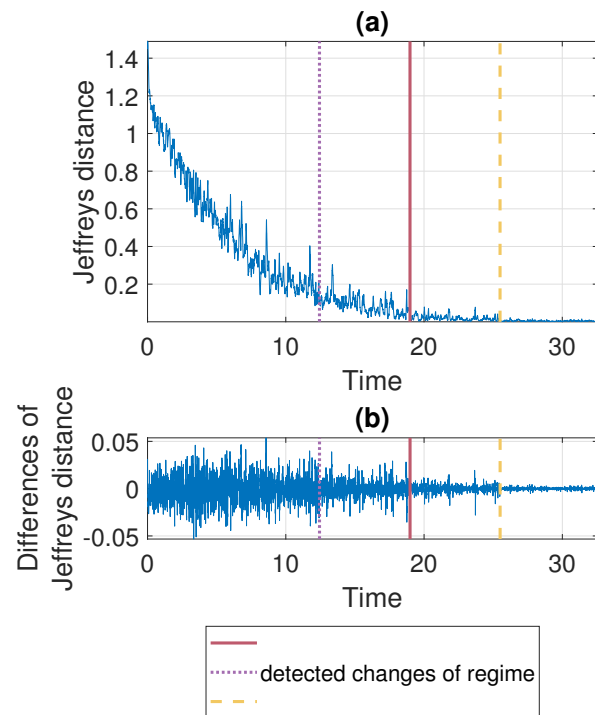 (a)
Jeffreys distance
1.4
1.2
1
0.8
0.6
0.4
0.2
0 10 20 30
Time
(b)
Differences of
Jeffreys distance
0.05
0
-0.05
0 10 20 30
Time
detected changes of regime